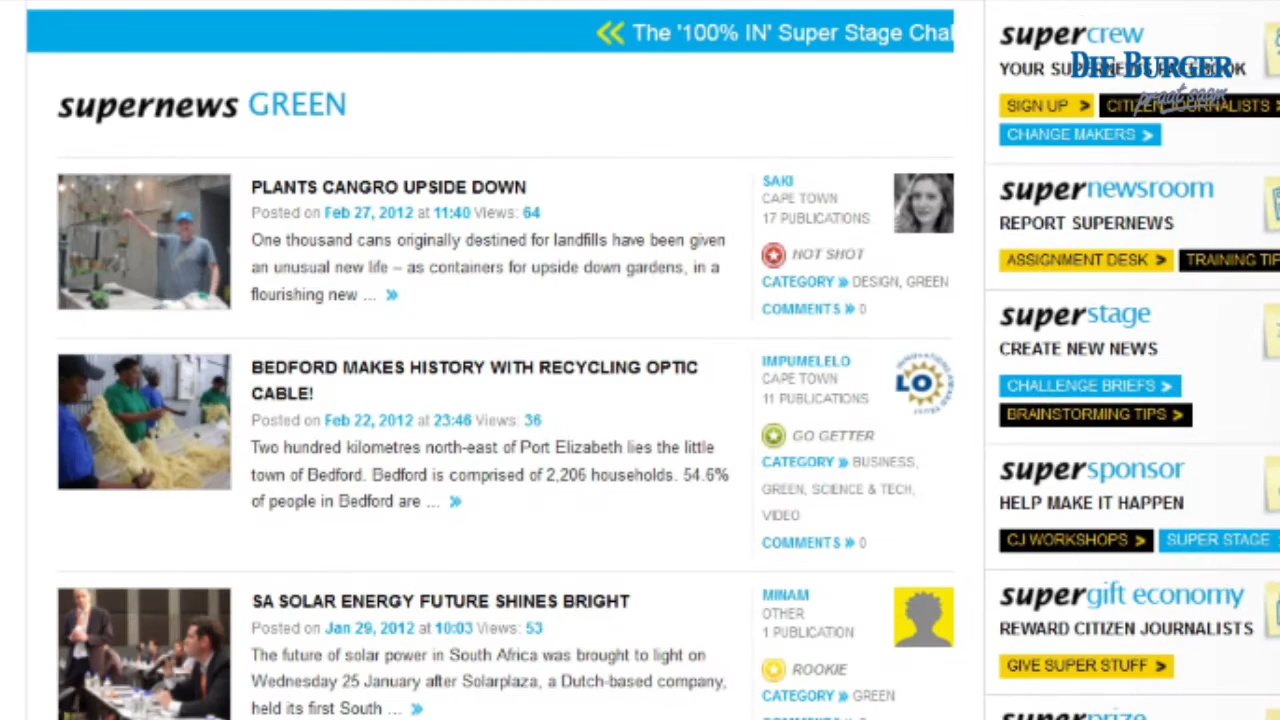 « The '100% IN' Super Stage Chal
supernews GREEN
PLANTS CANGRO UPSIDE DOWN
Posted on Feb 27, 2012 at 11:40 Views: 64
One thousand cans originally destined for landfills have been given
an unusual new life – as containers for upside down gardens, in a
flourishing new ... »
SAKI
CAPE TOWN
17 PUBLICATIONS
HOT SHOT
CATEGORY » DESIGN, GREEN
COMMENTS » 0
BEDFORD MAKES HISTORY WITH RECYCLING OPTIC
CABLE!
Posted on Feb 22, 2012 at 23:46 Views: 36
Two hundred kilometres north-east of Port Elizabeth lies the little
town of Bedford. Bedford is comprised of 2,206 households. 54.6%
of people in Bedford are ... »
IMPUMELELO
CAPE TOWN
11 PUBLICATIONS
LO
GO GETTER
CATEGORY » BUSINESS,
GREEN, SCIENCE & TECH,
VIDEO
COMMENTS » 0
SA SOLAR ENERGY FUTURE SHINES BRIGHT
Posted on Jan 29, 2012 at 10:03 Views: 53
The future of solar power in South Africa was brought to light on
Wednesday 25 January after Solarplaza, a Dutch-based company,
held its first South ... »
MINAM
OTHER
1 PUBLICATION
ROOKIE
CATEGORY » GREEN
supercrew
YOUR SUPERNEWS FACEBOOK
DIE BURGER
praat saam
SIGN UP >
CITIZEN JOURNALISTS >
CHANGE MAKERS >
supernewsroom
REPORT SUPERNEWS
ASSIGNMENT DESK >
TRAINING TIP
superstage
CREATE NEW NEWS
CHALLENGE BRIEFS >
BRAINSTORMING TIPS >
supersponsor
HELP MAKE IT HAPPEN
CJ WORKSHOPS >
SUPER STAGE
supergift economy
REWARD CITIZEN JOURNALISTS
GIVE SUPER STUFF >
superprize